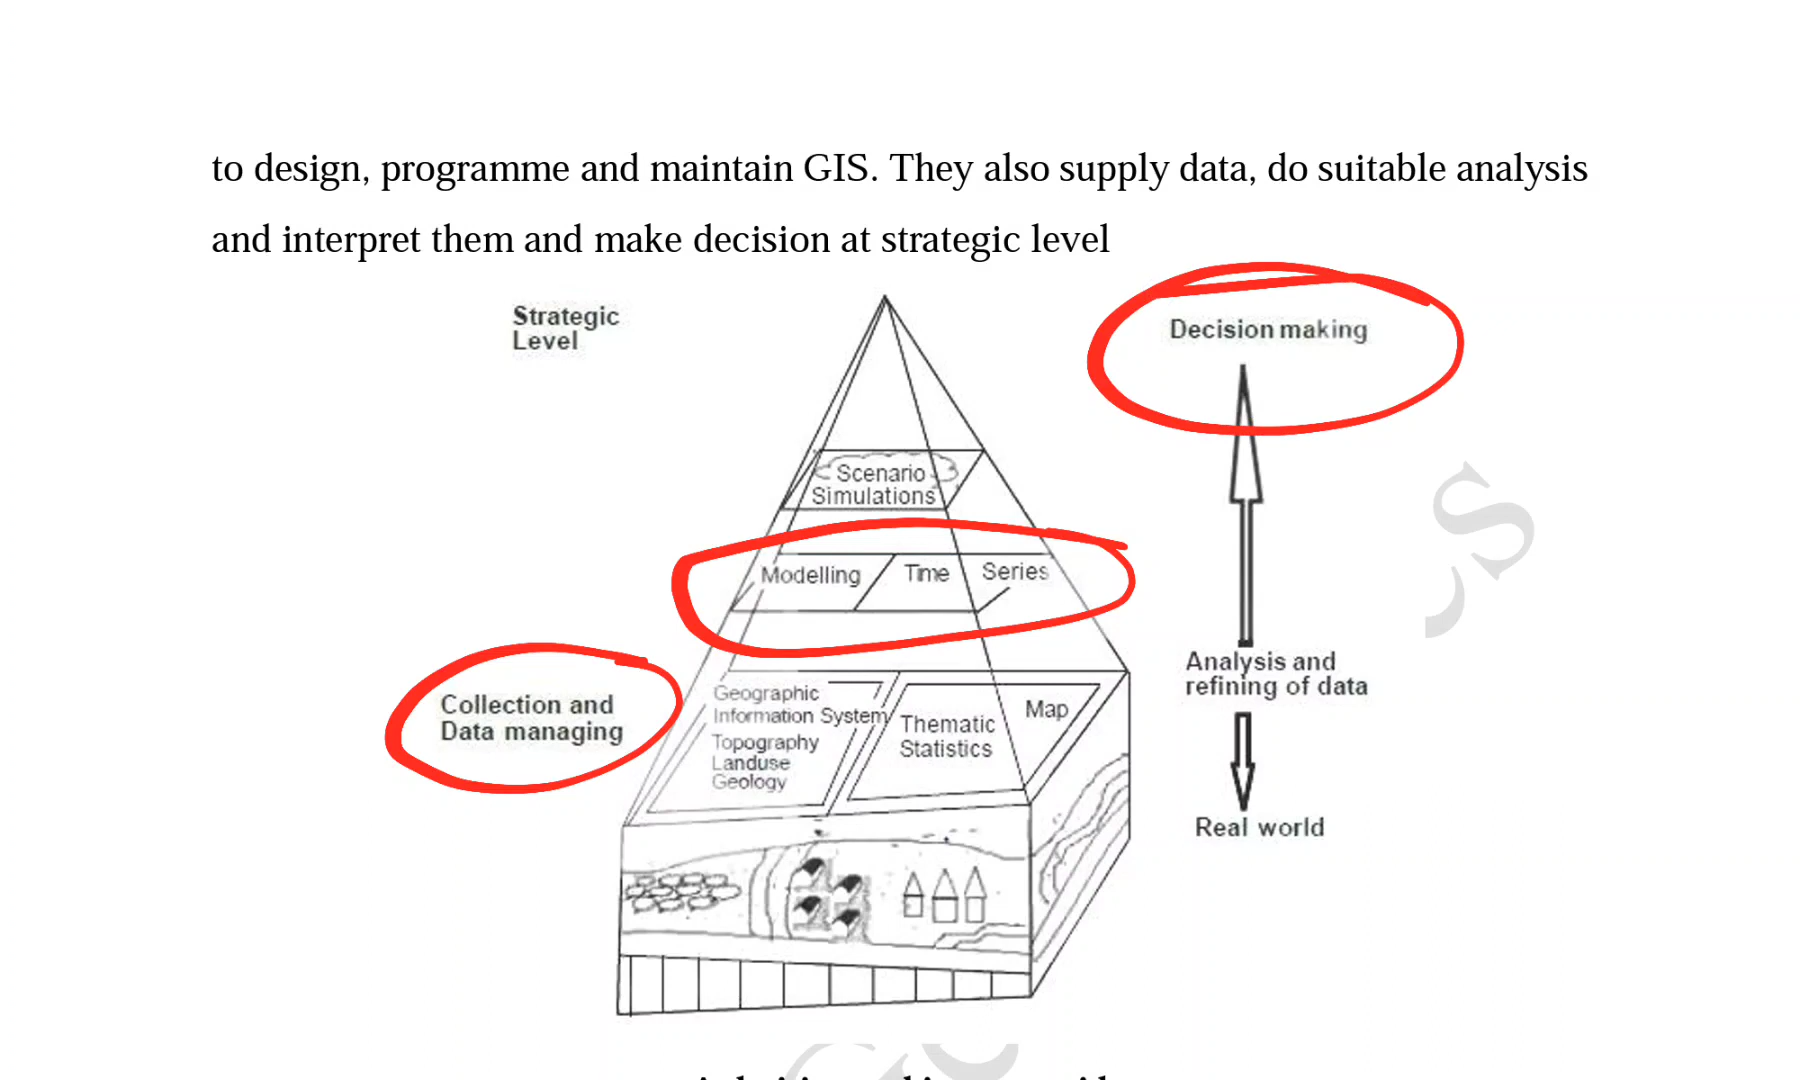 to design, programme and maintain GIS. They also supply data, do suitable analysis
and interpret them and make decision at strategic level
Strategic
Level
Decision making
Scenario
Simulations
Modelling Time Series
Collection and
Data managing
Geographic
Information System
Topography
Landuse
Geology
Thematic
Statistics
Map
Analysis and
refining of data
Real world